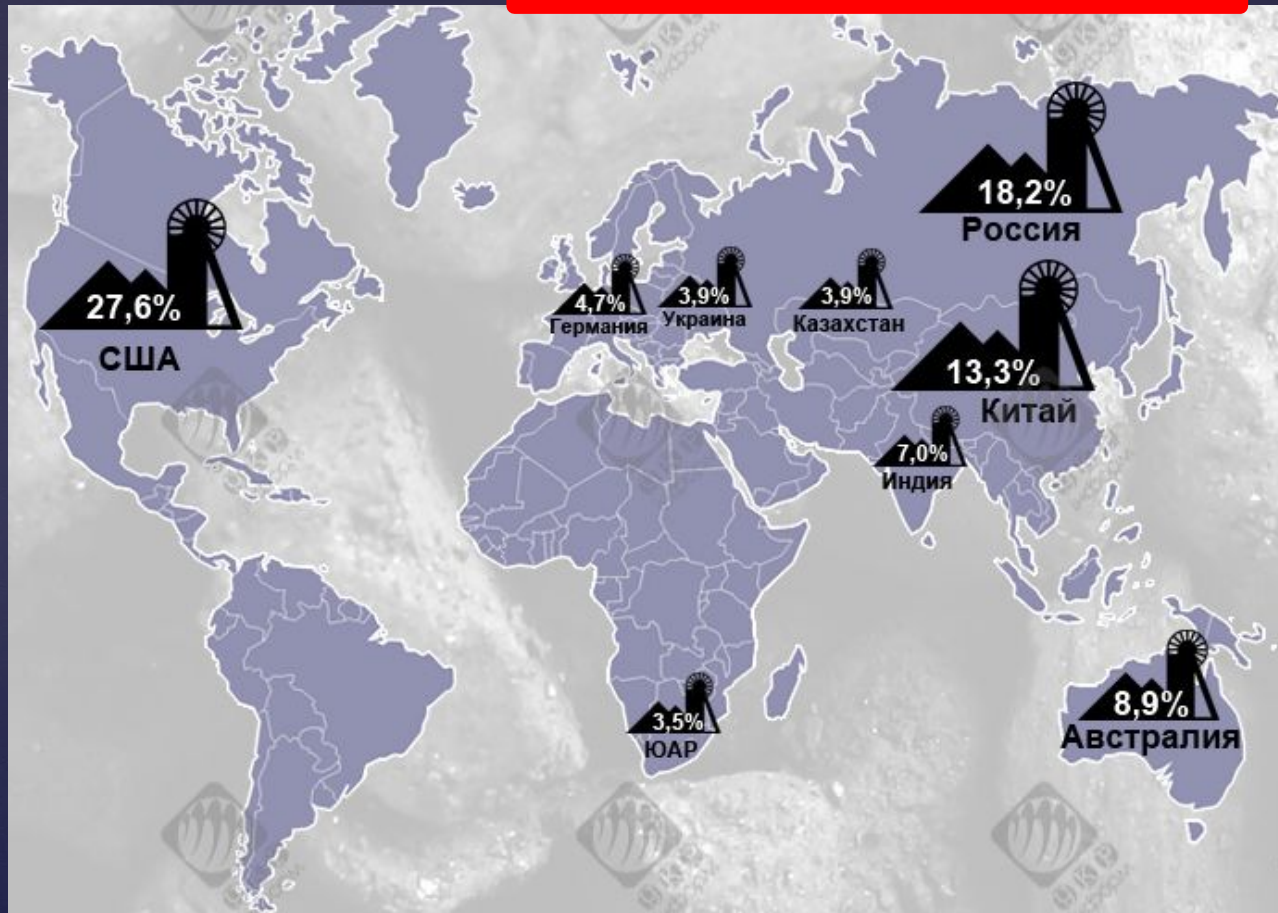 18,2%
Россия
27,6%
США
4,7%
Германия
3,9%
Украина
3,9%
Казахстан
13,3%
Китай
7,0%
Индия
8,9%
Австралия
3,5%
ЮАР